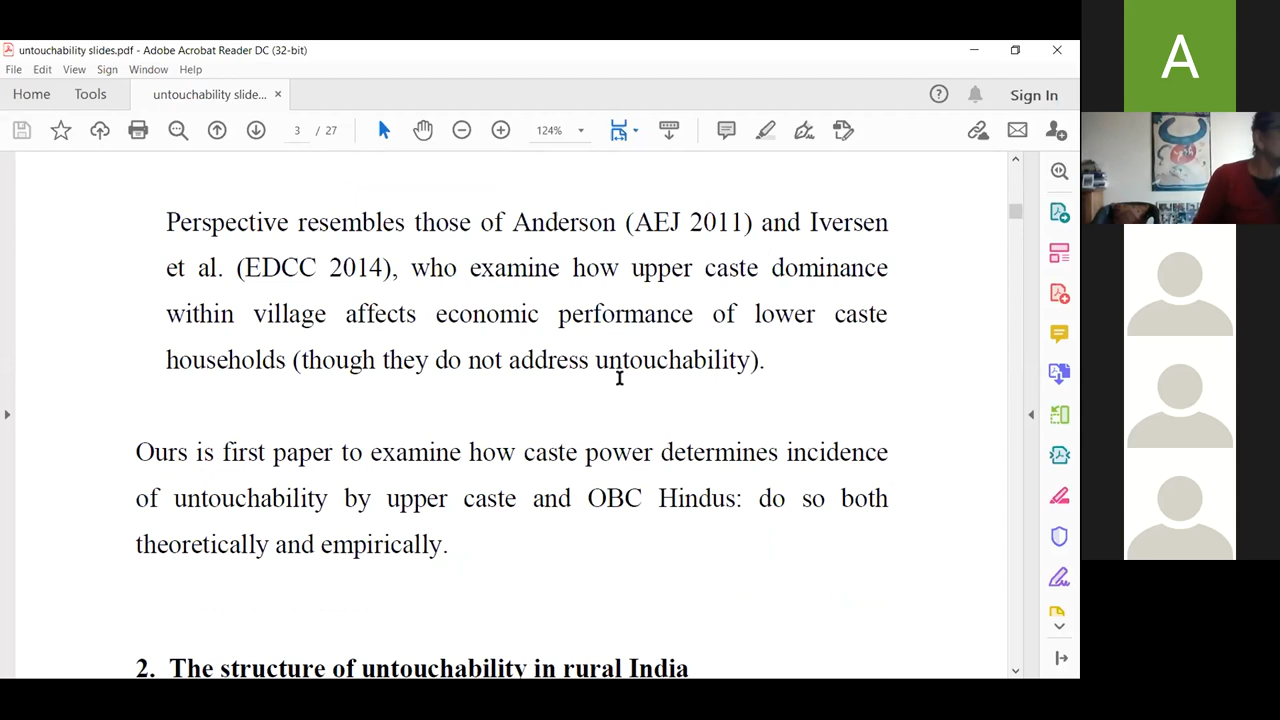 untouchability slides.pdf - Adobe Acrobat Reader DC (32-bit)
File Edit View Sign Window Help
Home Tools untouchability slide... × Sign In
3 / 27 124%
Perspective resembles those of Anderson (AEJ 2011) and Iversen
et al. (EDCC 2014), who examine how upper caste dominance
within village affects economic performance of lower caste
households (though they do not address untouchability).
Ours is first paper to examine how caste power determines incidence
of untouchability by upper caste and OBC Hindus: do so both
theoretically and empirically.
2. The structure of untouchability in rural India
A